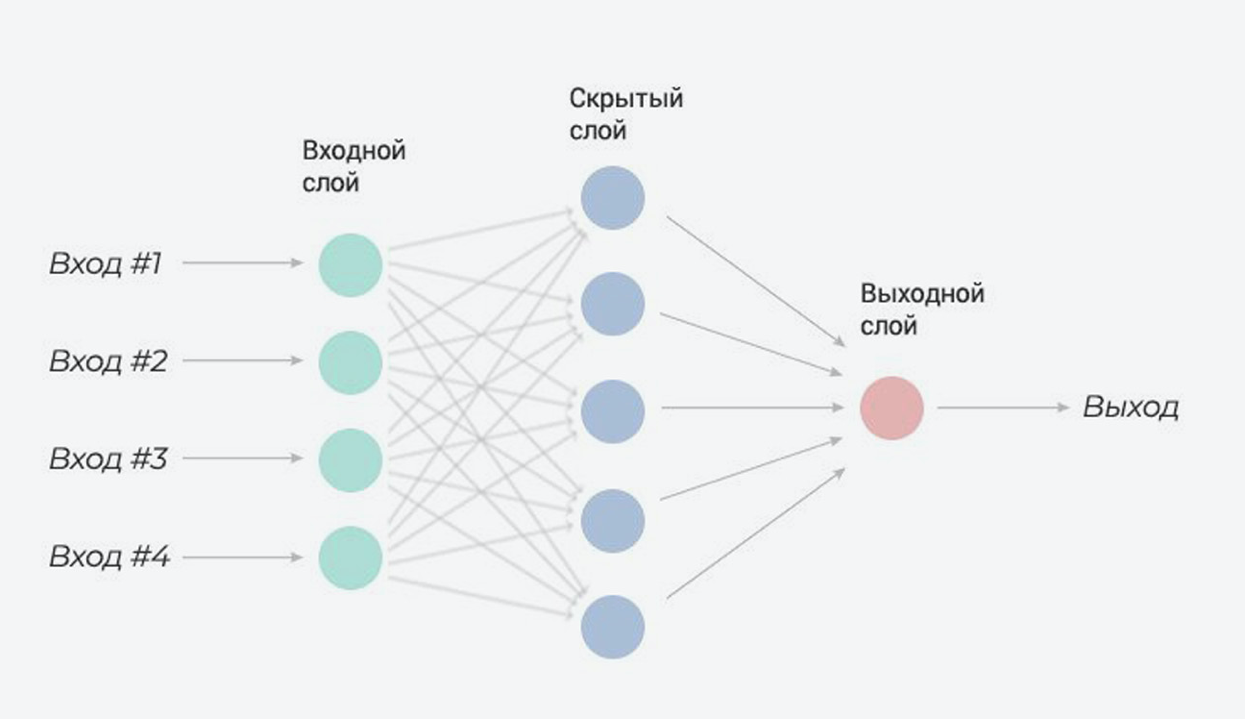 Скрытый
слой
Входной
слой
Вход #1
Вход #2
Вход #3
Вход #4
Выходной
слой
Выход